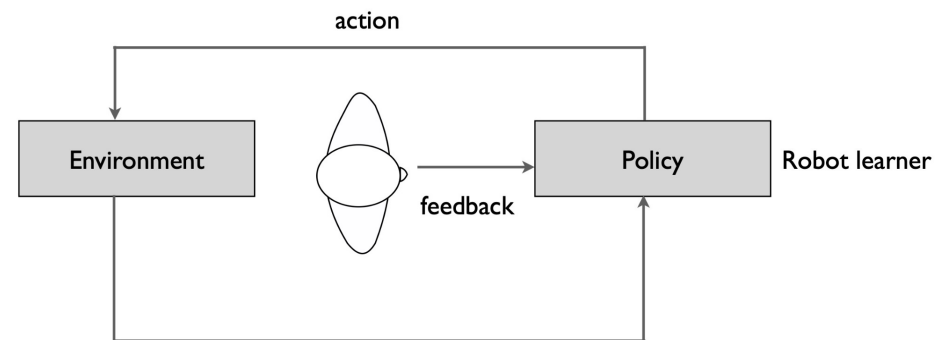 action
Environment
Policy
Robot learner
feedback